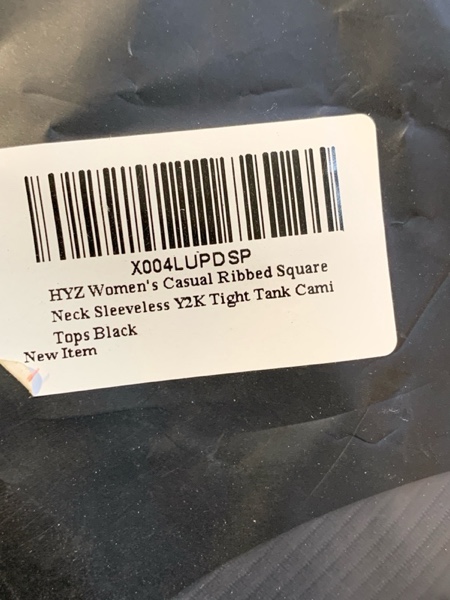 X004LUPDSP
HYZ Women's Casual Ribbed Square
Neck Sleeveless Y2K Tight Tank Cami
Tops Black
New Item